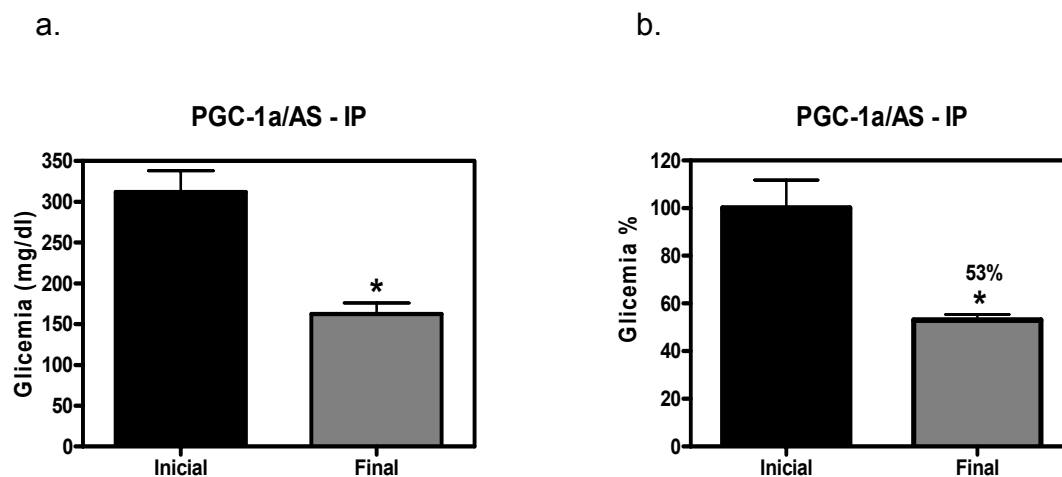 a.
PGC-1a/AS - IP
Glicemia (mg/dl)
350
300
250
200
150
100
50
0
*
Inicial
Final
b.
PGC-1a/AS - IP
Glicemia %
120
100
80
60
40
20
0
53%
*
Inicial
Final